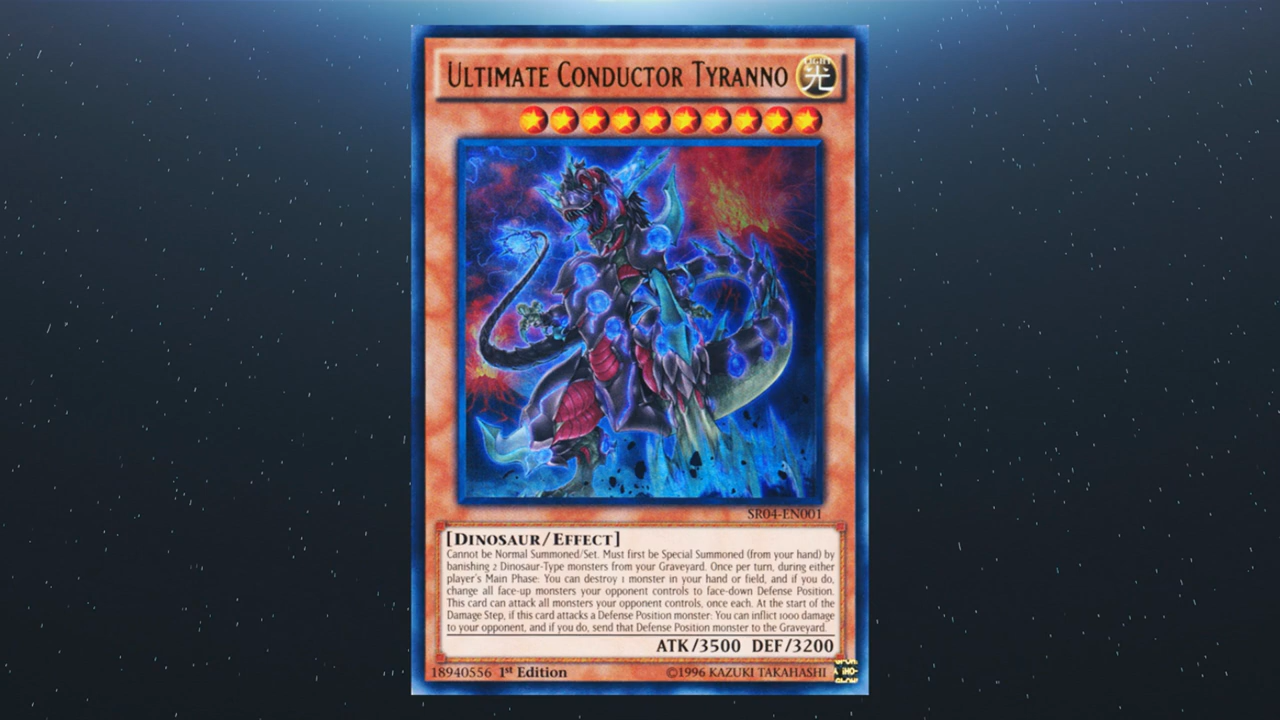 ULTIMATE CONDUCTOR TYRANNO
LIGHT
光
SR04-EN001
[DINOSAUR/EFFECT]
Cannot be Normal Summoned/Set. Must first be Special Summoned (from your hand) by
banishing 2 Dinosaur-Type monsters from your Graveyard. Once per turn, during either
player's Main Phase: You can destroy 1 monster in your hand or field, and if you do,
change all face-up monsters your opponent controls to face-down Defense Position.
This card can attack all monsters your opponent controls, once each. At the start of the
Damage Step, if this card attacks a Defense Position monster: You can inflict 1000 damage
to your opponent, and if you do, send that Defense Position monster to the Graveyard.
ATK/3500 DEF/3200
18940556 1st Edition ©1996 KAZUKI TAKAHASHI